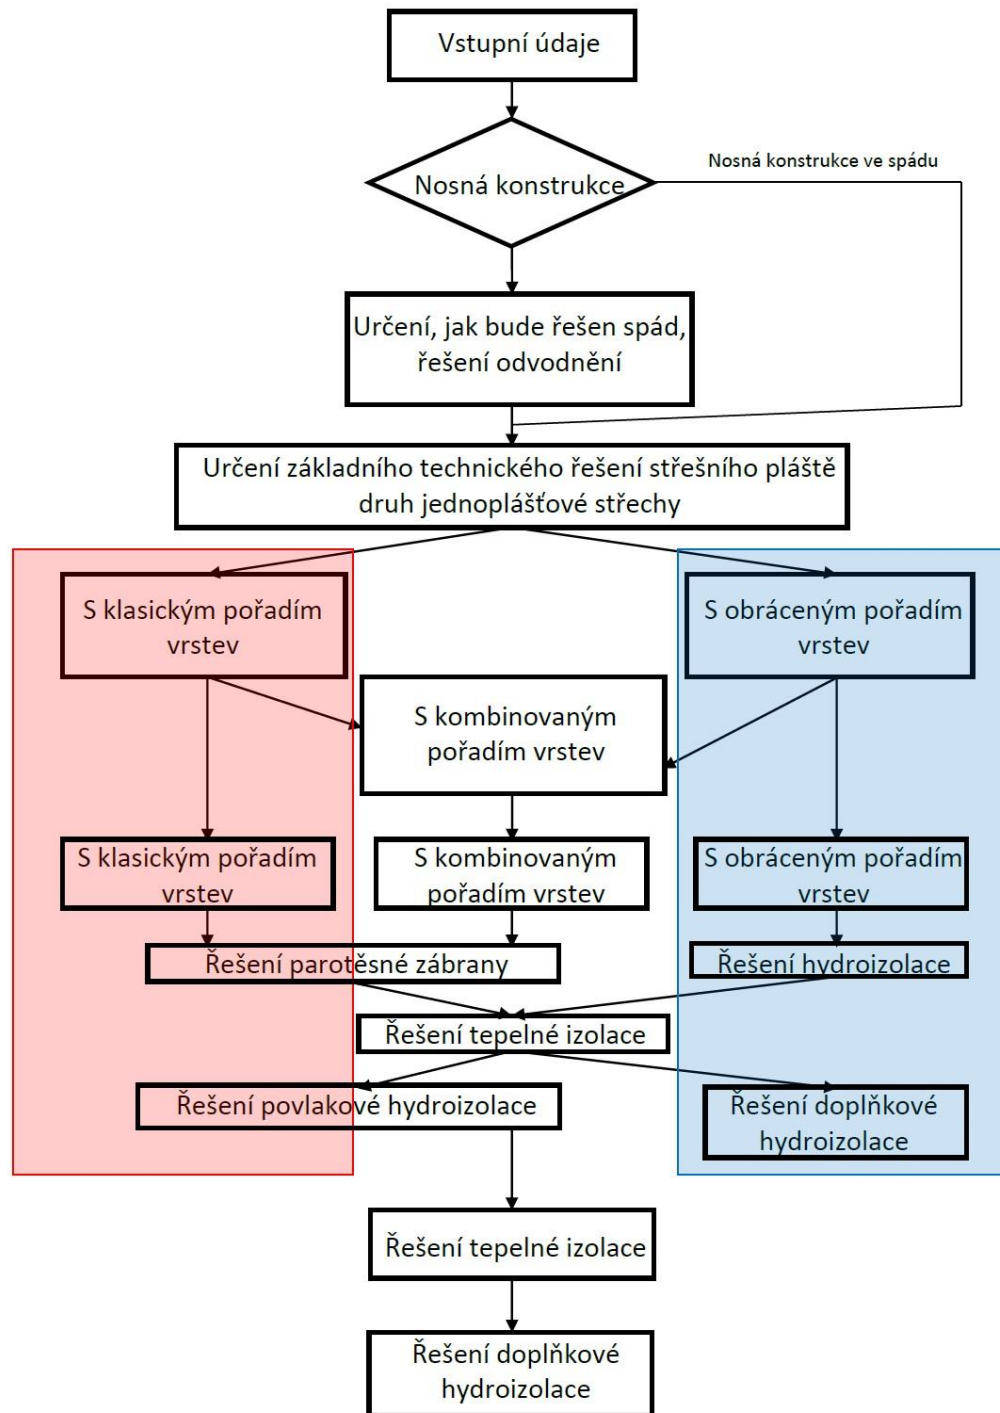 Vstupní údaje
Nosná konstrukce ve spádu
Nosná konstrukce
Určení, jak bude řešen spád,
řešení odvodnění
Určení základního technického řešení střešního pláště
druh jednoplášťové střechy
S klasickým pořadím
vrstev
S obráceným pořadím
vrstev
S kombinovaným
pořadím vrstev
S klasickým pořadím
vrstev
S kombinovaným
pořadím vrstev
S obráceným pořadím
vrstev
Řešení parotěsné zábrany
Řešení hydroizolace
Řešení tepelné izolace
Řešení povlakové hydroizolace
Řešení doplňkové
hydroizolace
Řešení tepelné izolace
Řešení doplňkové
hydroizolace